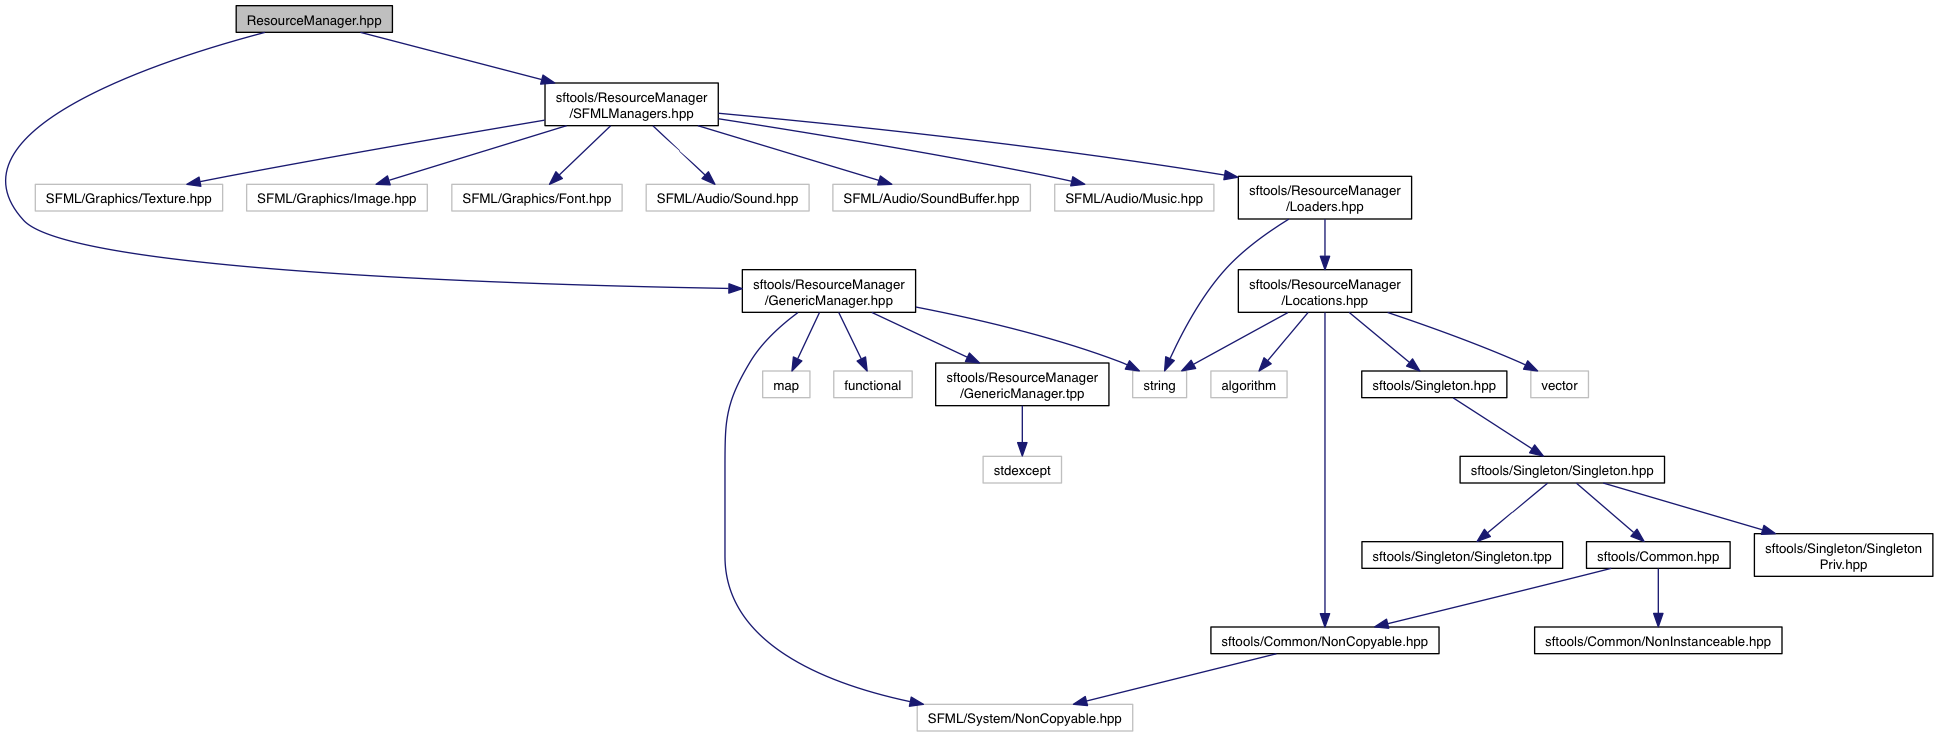 ResourceManager.hpp
sftools/ResourceManager
/SFMLManagers.hpp
SFML/Graphics/Texture.hpp
SFML/Graphics/Image.hpp
SFML/Graphics/Font.hpp
SFML/Audio/Sound.hpp
SFML/Audio/SoundBuffer.hpp
SFML/Audio/Music.hpp
sftools/ResourceManager
/Loaders.hpp
sftools/ResourceManager
/GenericManager.hpp
sftools/ResourceManager
/Locations.hpp
map
functional
sftools/ResourceManager
/GenericManager.tpp
string
algorithm
sftools/Singleton.hpp
vector
stdexcept
sftools/Singleton/Singleton.hpp
sftools/Singleton/Singleton.tpp
sftools/Common.hpp
sftools/Singleton/Singleton
Priv.hpp
sftools/Common/NonCopyable.hpp
sftools/Common/NonInstanceable.hpp
SFML/System/NonCopyable.hpp